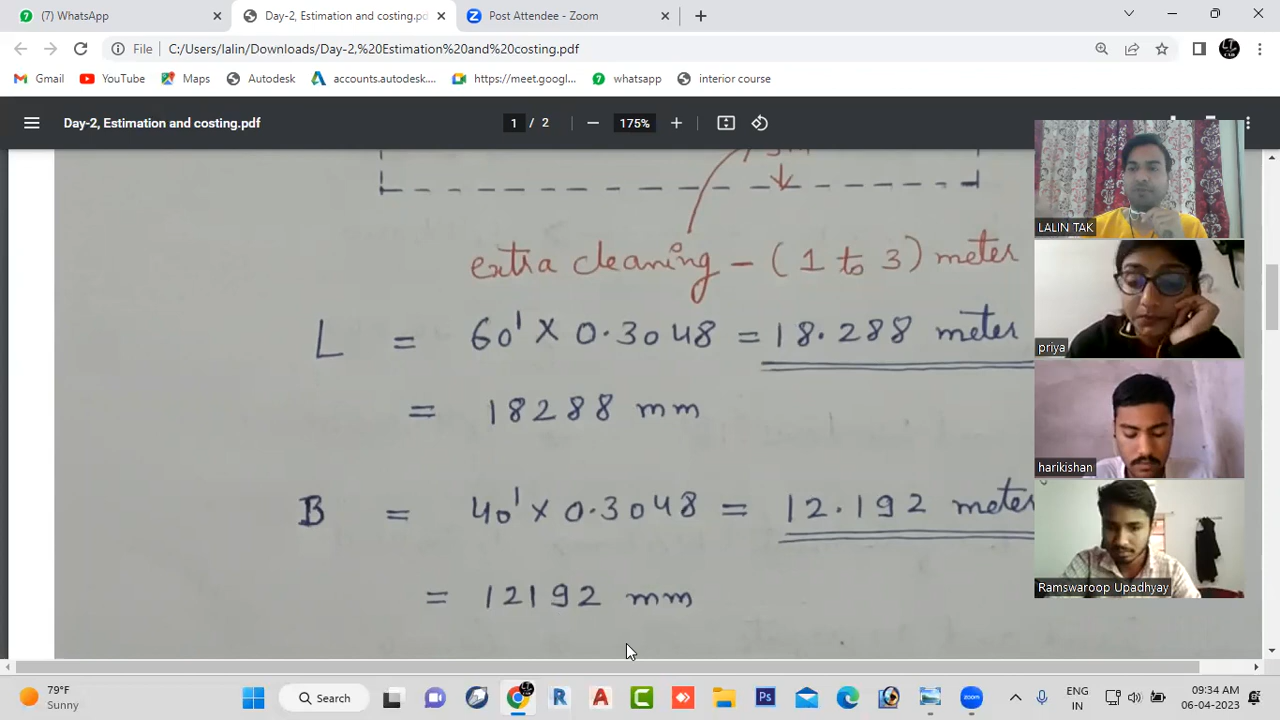 (7) WhatsApp
Day-2, Estimation and costing.pd
Post Attendee - Zoom
File
C:/Users/lalin/Downloads/Day-2,%20Estimation%20and%20costing.pdf
Gmail
YouTube
Maps
Autodesk
accounts.autodesk....
https://meet.googl...
whatsapp
interior course
Day-2, Estimation and costing.pdf
1 / 2
175%
extra cleaning - (1 to 3) meter
L = 60' X 0.3048 = 18.288 meter
= 18288 mm
B = 40' x 0.3048 = 12.192 meter
= 12192 mm
LALIN TAK
priya
harikishan
Ramswaroop Upadhyay
79°F
Sunny
Search
ENG
IN
09:34 AM
06-04-2023